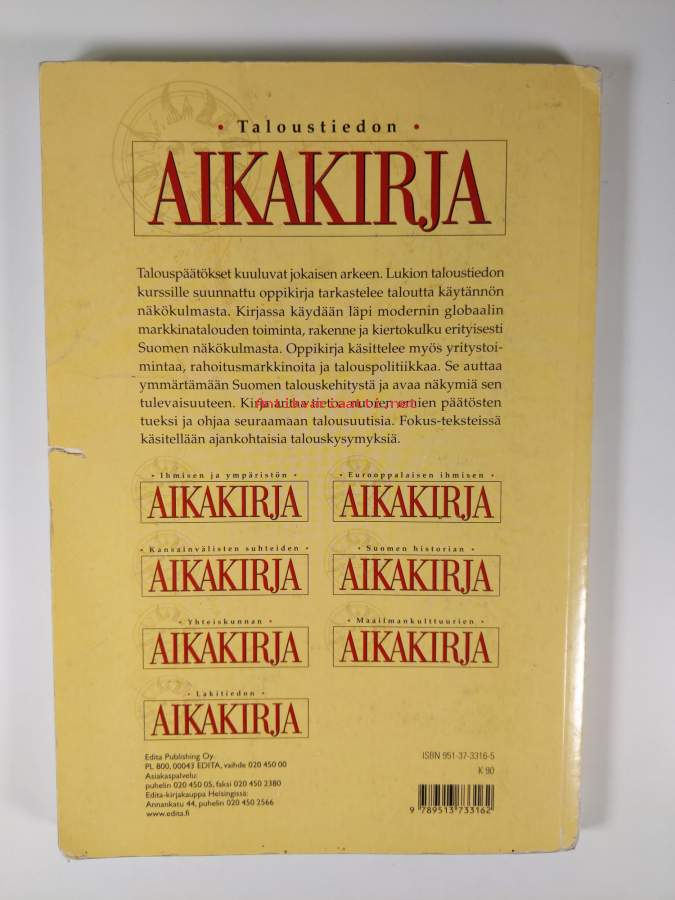 • Taloustiedon •
AIKAKIRJA
Talouspäätökset kuuluvat jokaisen arkeen. Lukion taloustiedon
kurssille suunnattu oppikirja tarkastelee taloutta käytännön
näkökulmasta. Kirjassa käydään läpi modernin globaalin
markkinatalouden toiminta, rakenne ja kiertokulku erityisesti
Suomen näkökulmasta. Oppikirja käsittelee myös yritystoi-
mintaa, rahoitusmarkkinoita ja talouspolitiikkaa. Se auttaa
ymmärtämään Suomen talouskehitystä ja avaa näkymiä sen
tulevaisuuteen. Kirja tietoa omien päätösten
tueksi ja ohjaa seuraamaan talousuutisia. Fokus-teksteissä
käsitellään ajankohtaisia talouskysymyksiä.
• Ihmisen ja ympäristön •
AIKAKIRJA
• Eurooppalaisen ihmisen •
AIKAKIRJA
• Kansainvälisten suhteiden •
AIKAKIRJA
• Suomen historian •
AIKAKIRJA
• Yhteiskunnan •
AIKAKIRJA
• Maailmankulttuurien •
AIKAKIRJA
• Lakitiedon •
AIKAKIRJA
Edita Publishing Oy.
PL 800, 00043 EDITA, vaihde 020 450 00
Asiakaspalvelu:
puhelin 020 450 05, faksi 020 450 2380
Edita-kirjakauppa Helsingissä:
Annankatu 44, puhelin 020 450 2566
www.edita.fi
ISBN 951-37-3316-5
K 90
9 789513 733162